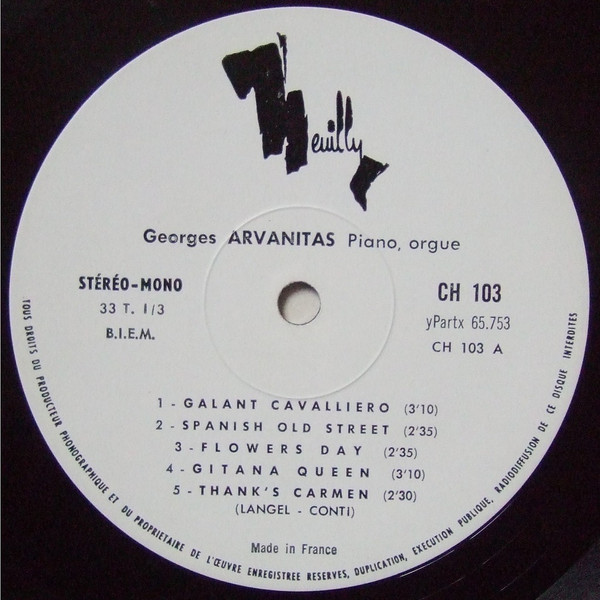 Neuilly
Georges ARVANITAS Piano, orgue
STÉRÉO-MONO
33 T. 1/3
B.I.E.M.
CH 103
yPartx 65.753
CH 103 A
1 - GALANT CAVALLIERO (3'10)
2 - SPANISH OLD STREET (2'35)
3 - FLOWERS DAY (2'35)
4 - GITANA QUEEN (3'10)
5 - THANK'S CARMEN (2'30)
(LANGEL - CONTI)
Made in France
TOUS DROITS DU PRODUCTEUR PHONOGRAPHIQUE ET DU PROPRIETAIRE DE L'ŒUVRE ENREGISTREE RESERVES, DUPLICATION, EXECUTION PUBLIQUE, RADIODIFFUSION DE CE DISQUE INTERDITES